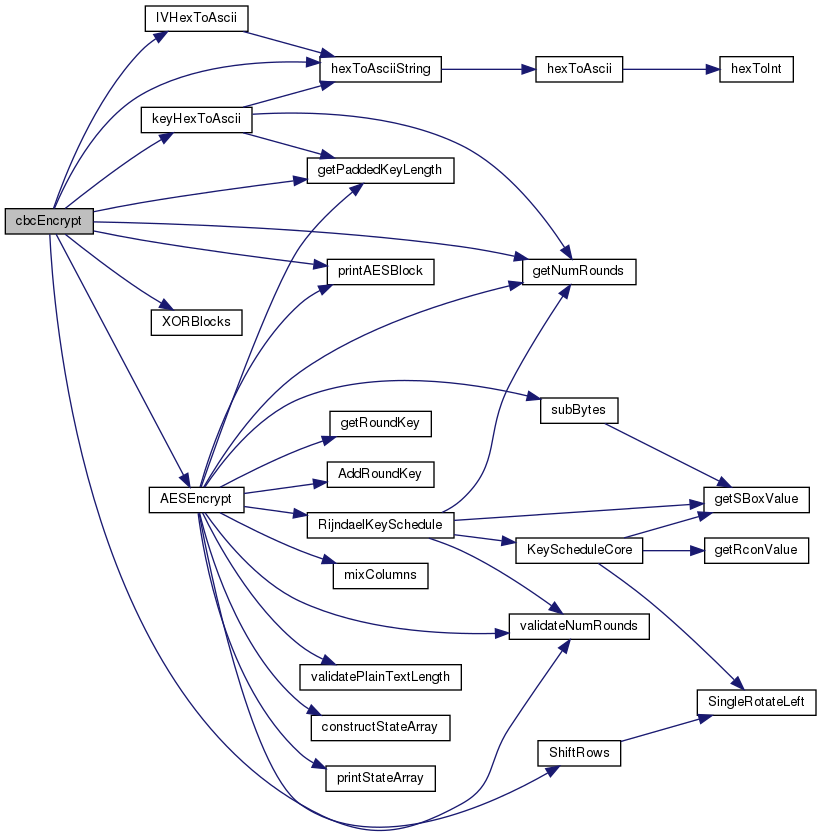 IVHexToAscii
hexToAsciiString
hexToAscii
hexToInt
keyHexToAscii
getPaddedKeyLength
cbcEncrypt
printAESBlock
getNumRounds
XORBlocks
subBytes
getRoundKey
AddRoundKey
AESEncrypt
getSBoxValue
RijndaelKeySchedule
KeyScheduleCore
getRconValue
mixColumns
validateNumRounds
validatePlainTextLength
SingleRotateLeft
constructStateArray
ShiftRows
printStateArray